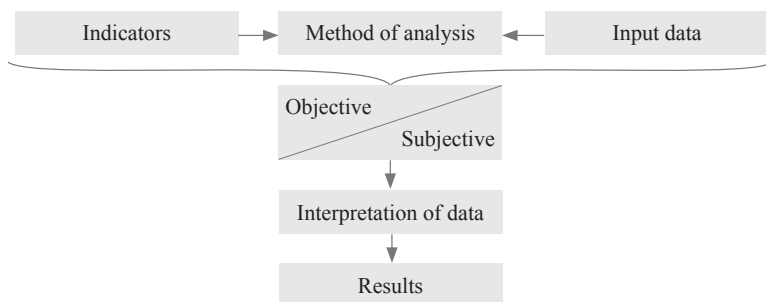 Indicators
Method of analysis
Input data
Objective
Subjective
Interpretation of data
Results